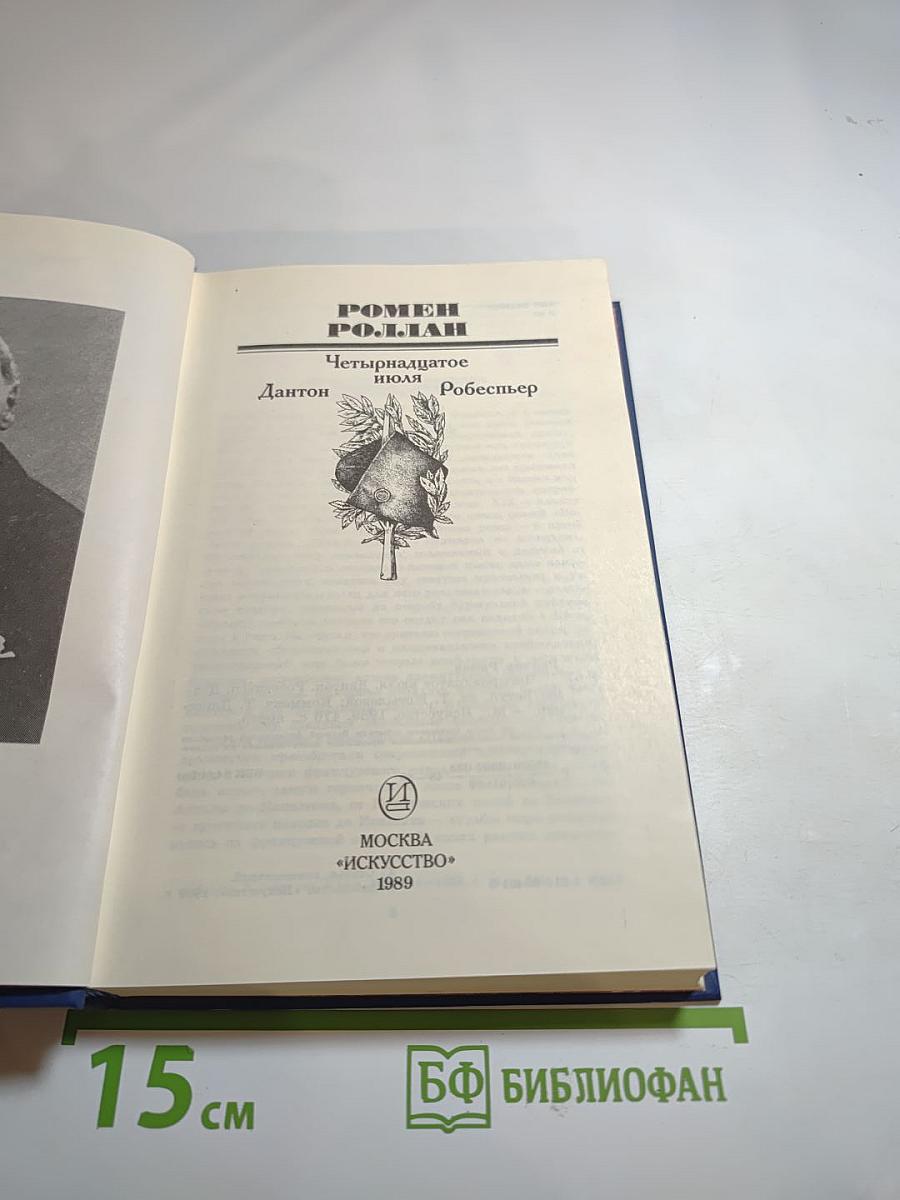 РОМЕН
РОЛЛАН
Четырнадцатое
июля
Дантон Робеспьер
И
МОСКВА
«ИСКУССТВО»
1989
15 см
БФ БИБЛИОФАН